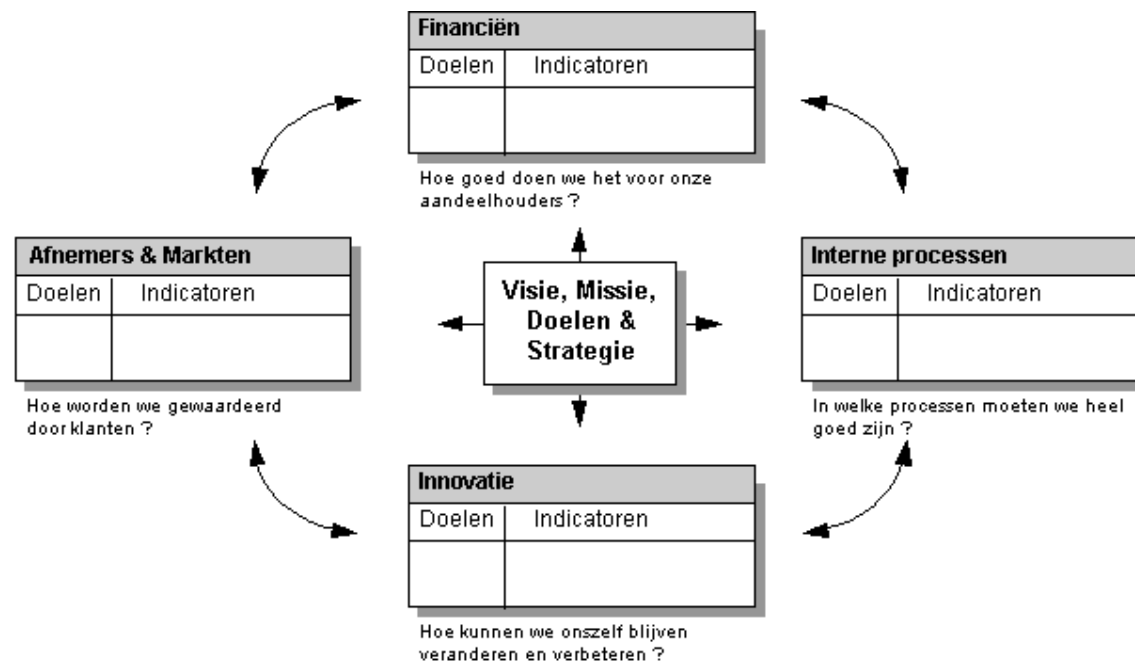 Financiën
Doelen Indicatoren
Hoe goed doen we het voor onze
aandeelhouders ?
Afnemers & Markten
Doelen Indicatoren
Hoe worden we gewaardeerd
door klanten ?
Visie, Missie,
Doelen &
Strategie
Interne processen
Doelen Indicatoren
In welke processen moeten we heel
goed zijn ?
Innovatie
Doelen Indicatoren
Hoe kunnen we onszelf blijven
veranderen en verbeteren ?